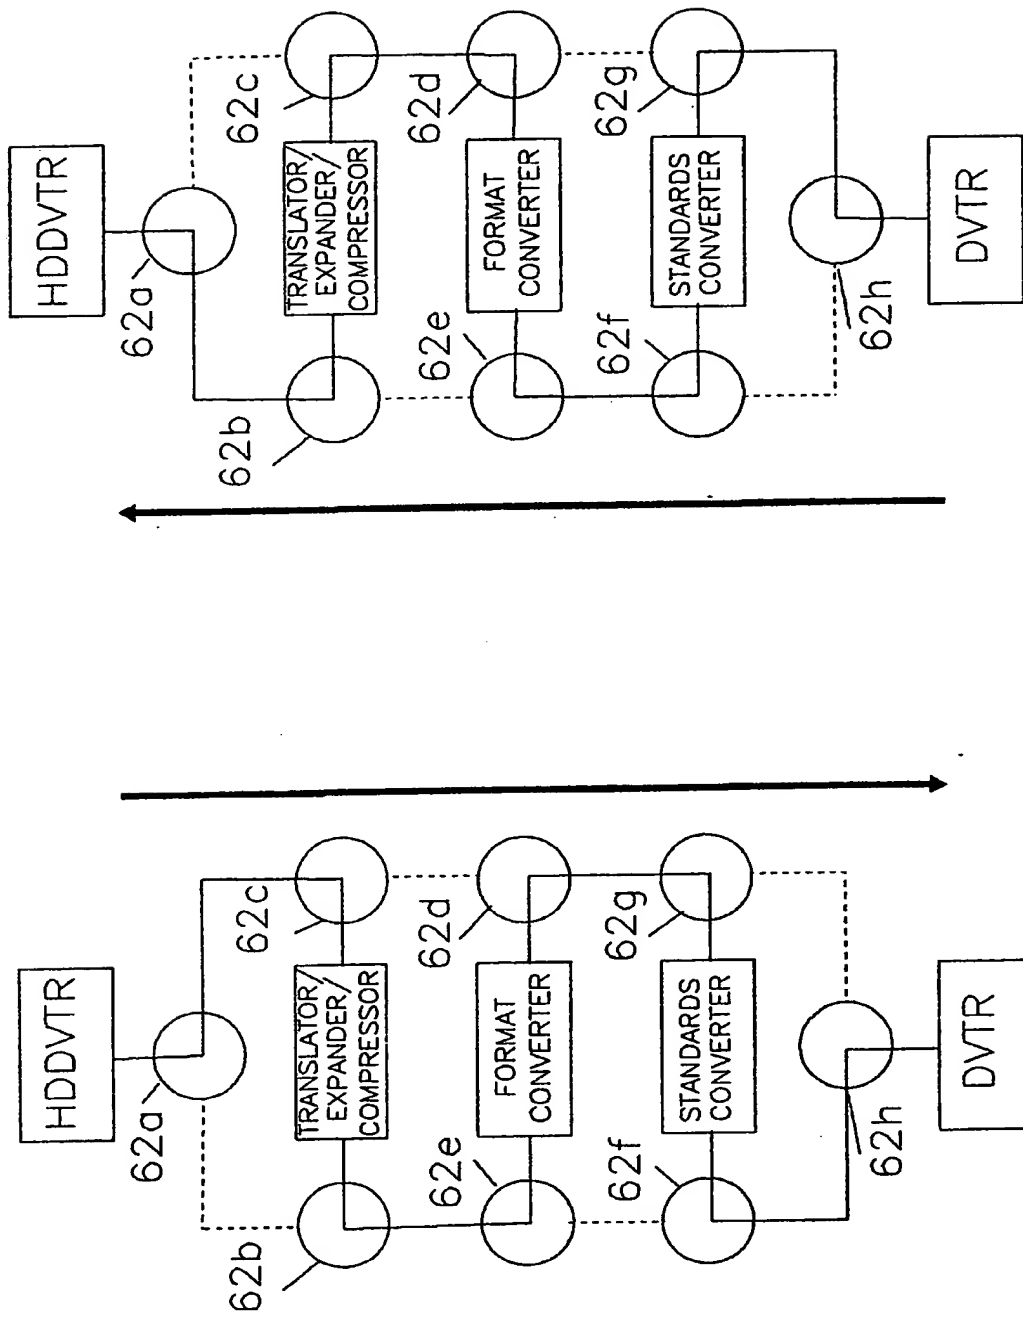 HDDVTR
62a
62b
62c
TRANSLATOR/
EXPANDER/
COMPRESSOR
62e
62d
FORMAT
CONVERTER
62f
62g
STANDARDS
CONVERTER
62h
DVTR
HDDVTR
62a
62b
62c
TRANSLATOR/
EXPANDER/
COMPRESSOR
62e
62d
FORMAT
CONVERTER
62f
62g
STANDARDS
CONVERTER
62h
DVTR